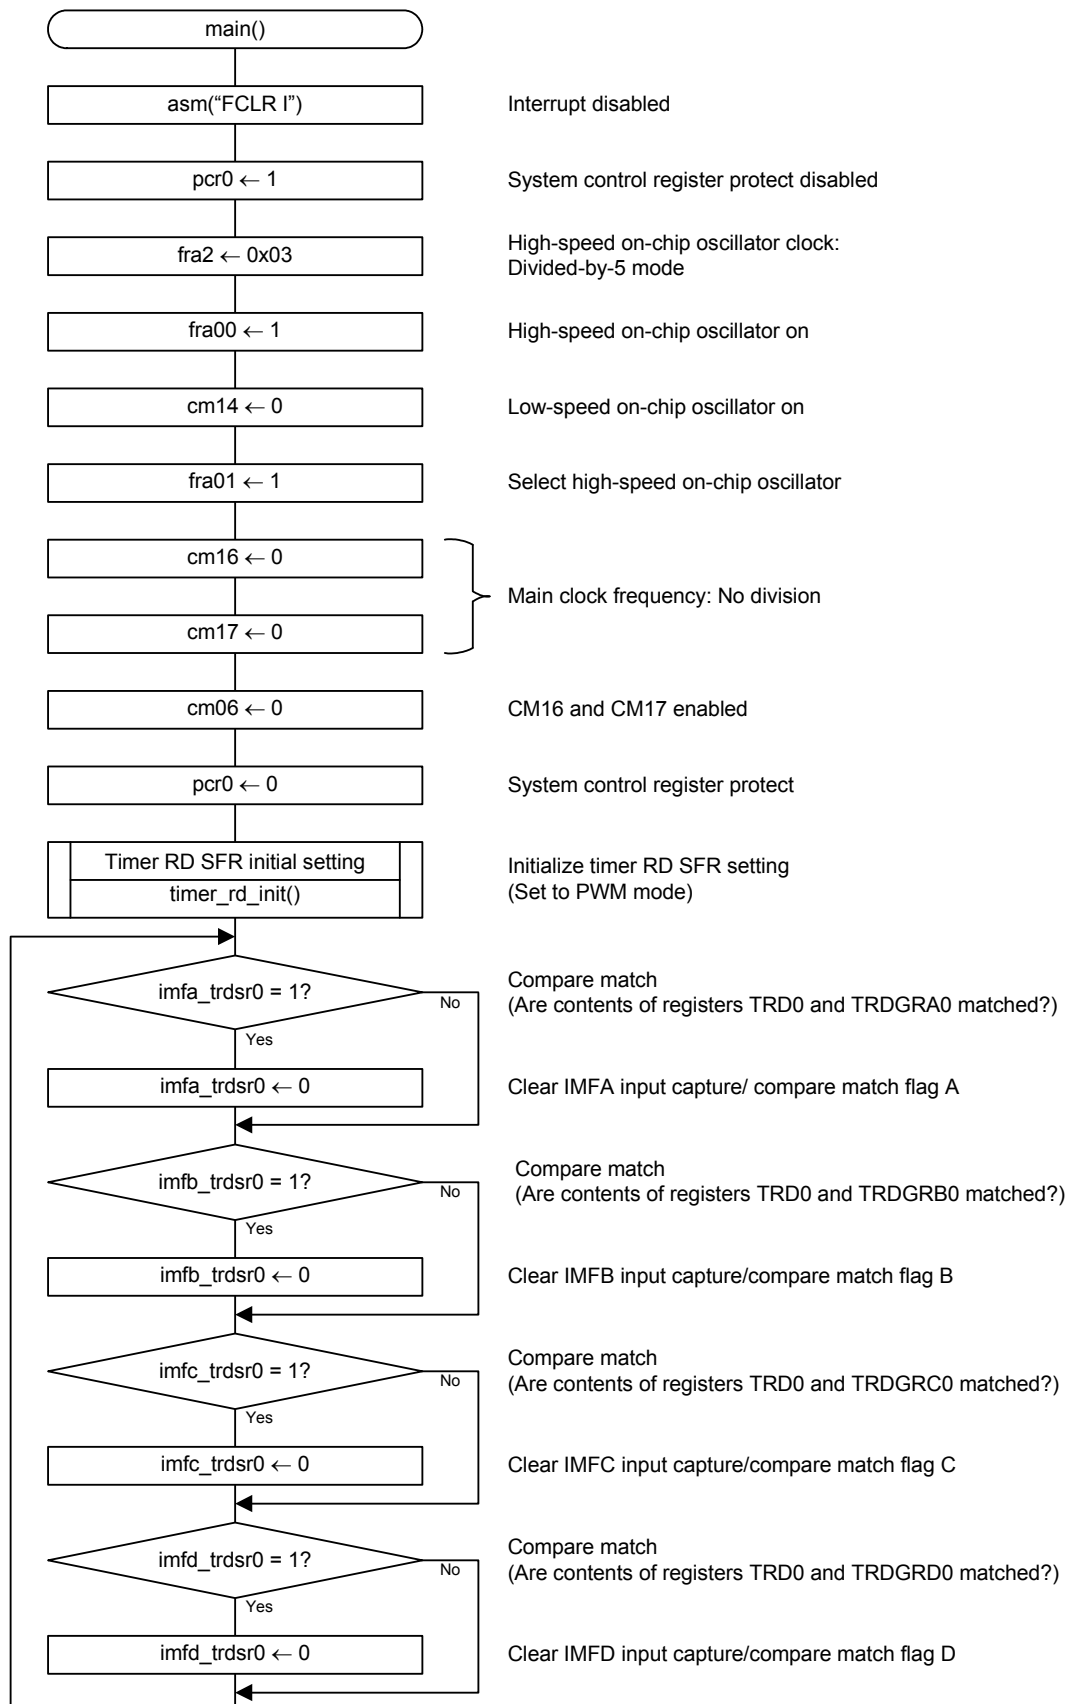 main()
asm(“FCLR I”)
Interrupt disabled
pcr0 ← 1
System control register protect disabled
fra2 ← 0x03
High-speed on-chip oscillator clock:
Divided-by-5 mode
fra00 ← 1
High-speed on-chip oscillator on
cm14 ← 0
Low-speed on-chip oscillator on
fra01 ← 1
Select high-speed on-chip oscillator
cm16 ← 0
Main clock frequency: No division
cm17 ← 0
cm06 ← 0
CM16 and CM17 enabled
pcr0 ← 0
System control register protect
Timer RD SFR initial setting
timer_rd_init()
Initialize timer RD SFR setting
(Set to PWM mode)
imfa_trdsr0 = 1?
No
Yes
Compare match
(Are contents of registers TRD0 and TRDGRA0 matched?)
imfa_trdsr0 ← 0
Clear IMFA input capture/ compare match flag A
imfb_trdsr0 = 1?
No
Yes
Compare match
(Are contents of registers TRD0 and TRDGRB0 matched?)
imfb_trdsr0 ← 0
Clear IMFB input capture/compare match flag B
imfc_trdsr0 = 1?
No
Yes
Compare match
(Are contents of registers TRD0 and TRDGRC0 matched?)
imfc_trdsr0 ← 0
Clear IMFC input capture/compare match flag C
imfd_trdsr0 = 1?
No
Yes
Compare match
(Are contents of registers TRD0 and TRDGRD0 matched?)
imfd_trdsr0 ← 0
Clear IMFD input capture/compare match flag D